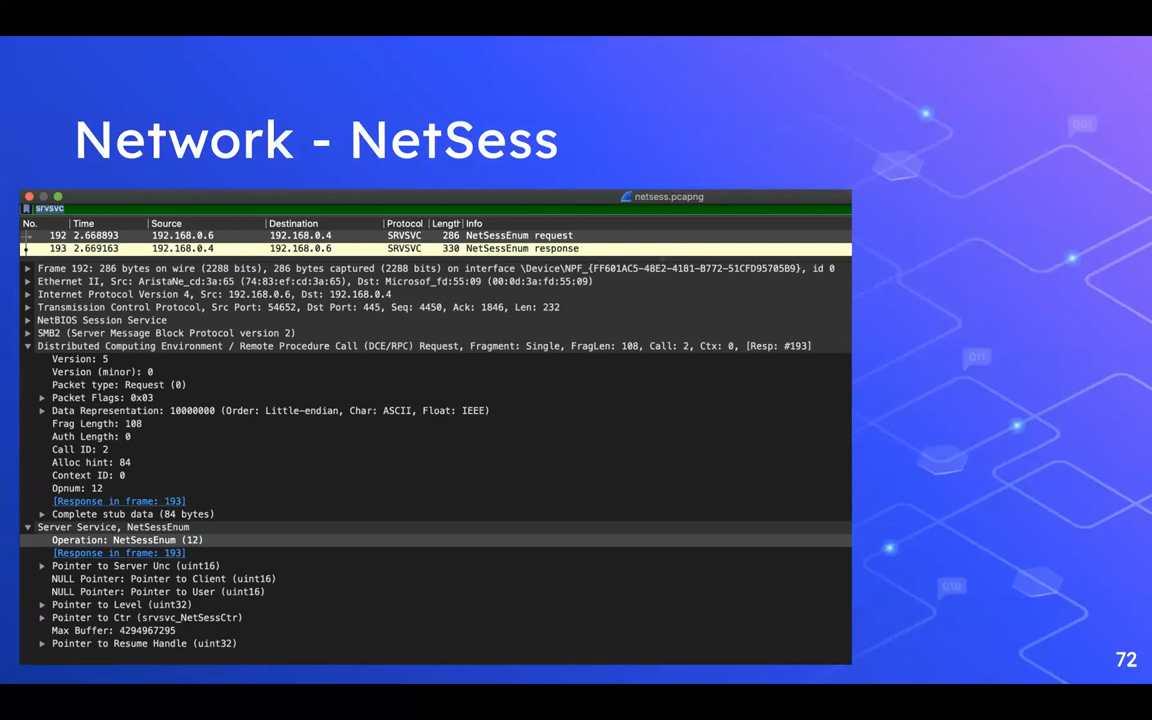 Network - NetSess
netsess.pcapng
srvsvc
No. Time Source Destination Protocol Length Info
192 2.668893 192.168.0.6 192.168.0.4 SRVSVC 286 NetSessEnum request
193 2.669163 192.168.0.4 192.168.0.6 SRVSVC 330 NetSessEnum response
Frame 192: 286 bytes on wire (2288 bits), 286 bytes captured (2288 bits) on interface \Device\NPF_{FF601AC5-48E2-4181-B772-51CFD95705B9}, id 0
Ethernet II, Src: AristaNe_cd:3a:65 (74:83:ef:cd:3a:65), Dst: Microsof_fd:55:09 (00:0d:3a:fd:55:09)
Internet Protocol Version 4, Src: 192.168.0.6, Dst: 192.168.0.4
Transmission Control Protocol, Src Port: 54652, Dst Port: 445, Seq: 4450, Ack: 1846, Len: 232
NetBIOS Session Service
SMB2 (Server Message Block Protocol version 2)
Distributed Computing Environment / Remote Procedure Call (DCE/RPC) Request, Fragment: Single, FragLen: 108, Call: 2, Ctx: 0, [Resp: #193]
Version: 5
Version (minor): 0
Packet type: Request (0)
Packet Flags: 0x03
Data Representation: 10000000 (Order: Little-endian, Char: ASCII, Float: IEEE)
Frag Length: 108
Auth Length: 0
Call ID: 2
Alloc hint: 84
Context ID: 0
Opnum: 12
[Response in frame: 193]
Complete stub data (84 bytes)
Server Service, NetSessEnum
Operation: NetSessEnum (12)
[Response in frame: 193]
Pointer to Server Unc (uint16)
NULL Pointer: Pointer to Client (uint16)
NULL Pointer: Pointer to User (uint16)
Pointer to Level (uint32)
Pointer to Ctr (srvsvc_NetSessCtr)
Max Buffer: 4294967295
Pointer to Resume Handle (uint32)
001
011
010
72